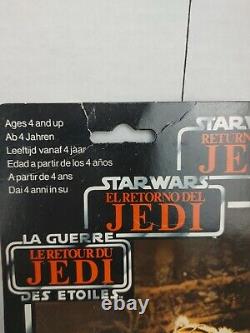 Ages 4 and up
Ab 4 Jahren
Leeftijd vanaf 4 jaar
Edad a partir de los 4 años
A partir de 4 ans
Dai 4 anni in su
STAR WA
RETURN
JEDI
STAR WARS
EL RETORNO DEL
JEDI
LA GUERRE
LE RETOUR DU
JEDI
DES ETOILES